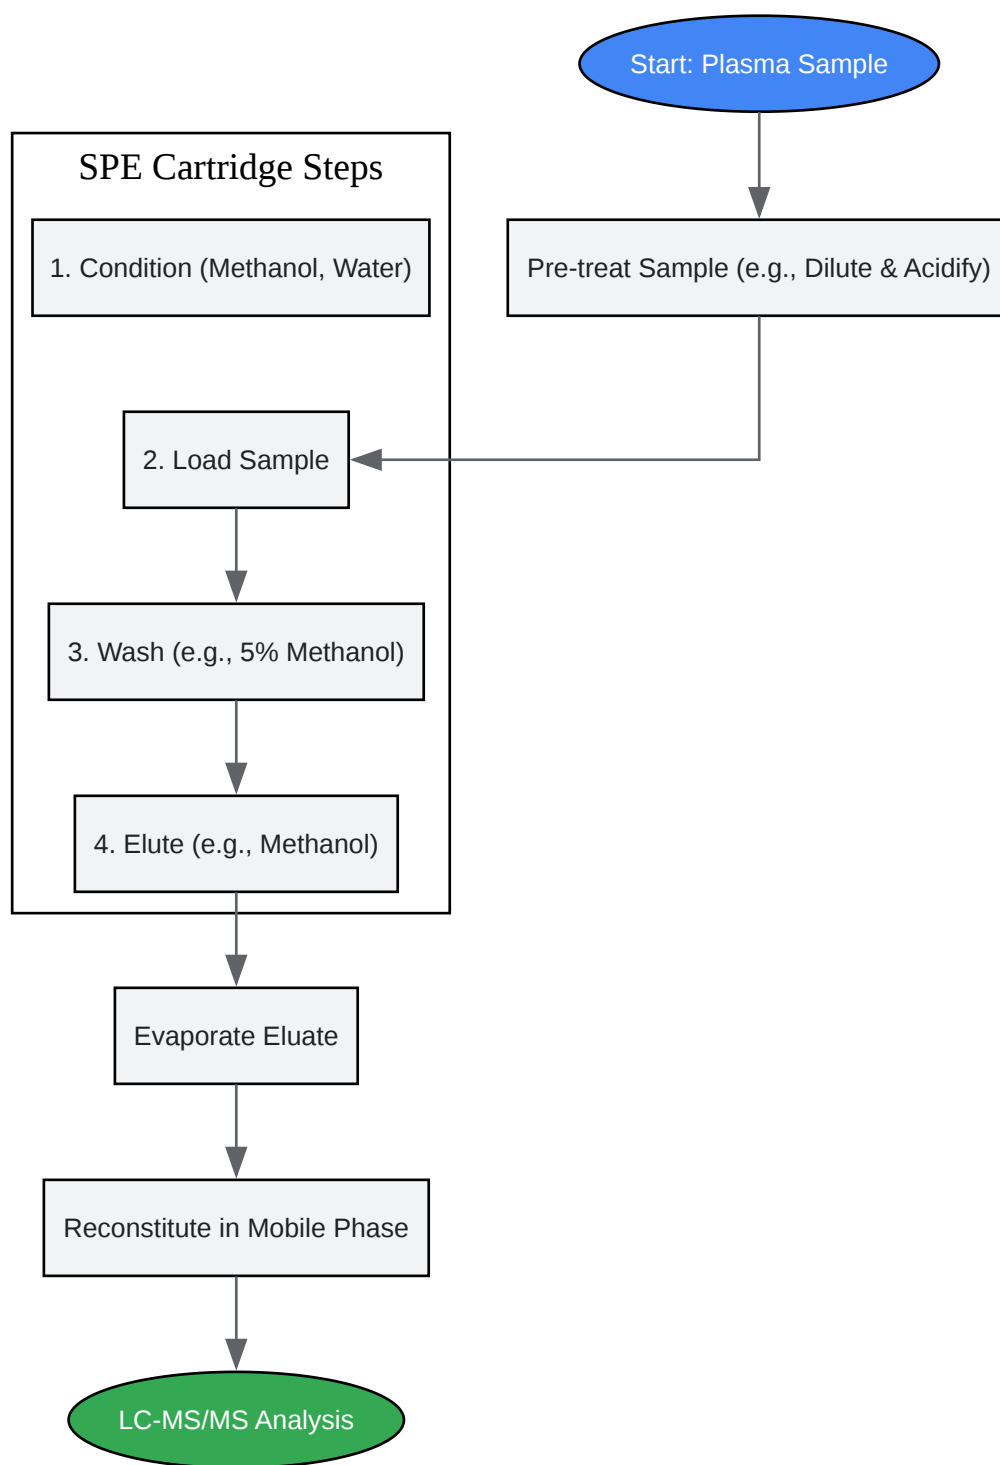 Start: Plasma Sample
SPE Cartridge Steps
1. Condition (Methanol, Water)
Pre-treat Sample (e.g., Dilute & Acidify)
2. Load Sample
3. Wash (e.g., 5% Methanol)
4. Elute (e.g., Methanol)
Evaporate Eluate
Reconstitute in Mobile Phase
LC-MS/MS Analysis